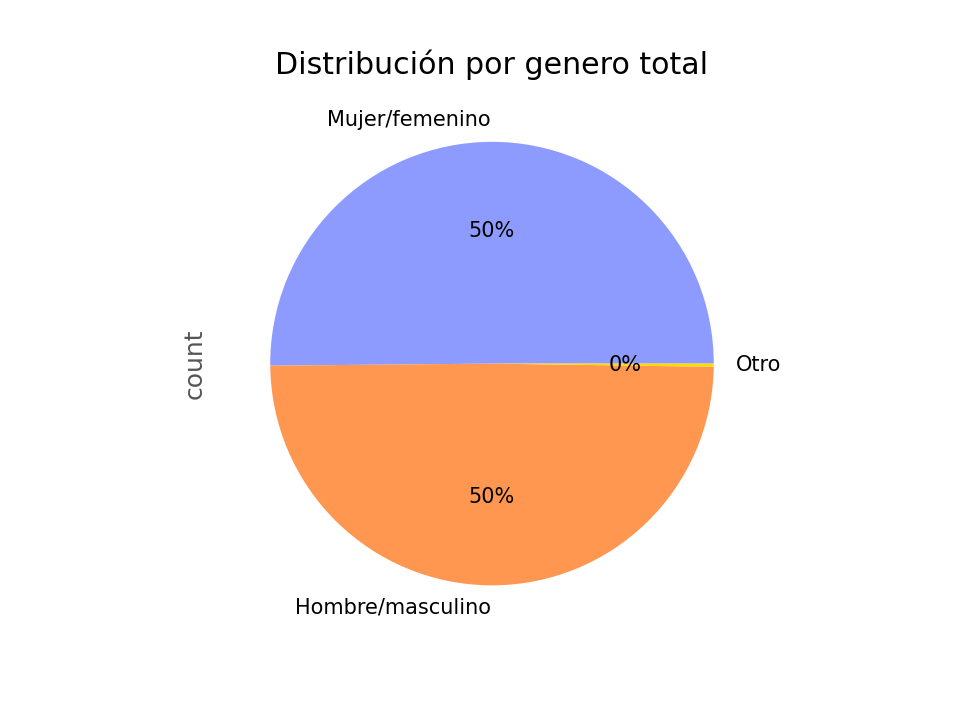 Distribución por genero total
Mujer/femenino
50%
count
0%
Otro
50%
Hombre/masculino